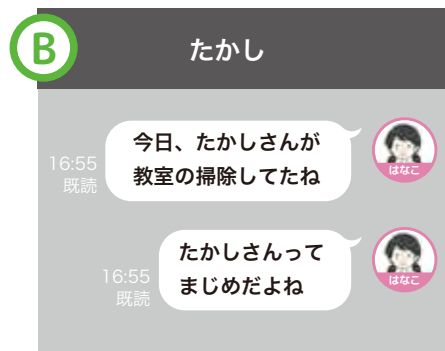 B
たかし
今日、たかしさんが
教室の掃除してたね
16:55
既読
はなこ
たかしさんって
まじめだよね
16:55
既読
はなこ